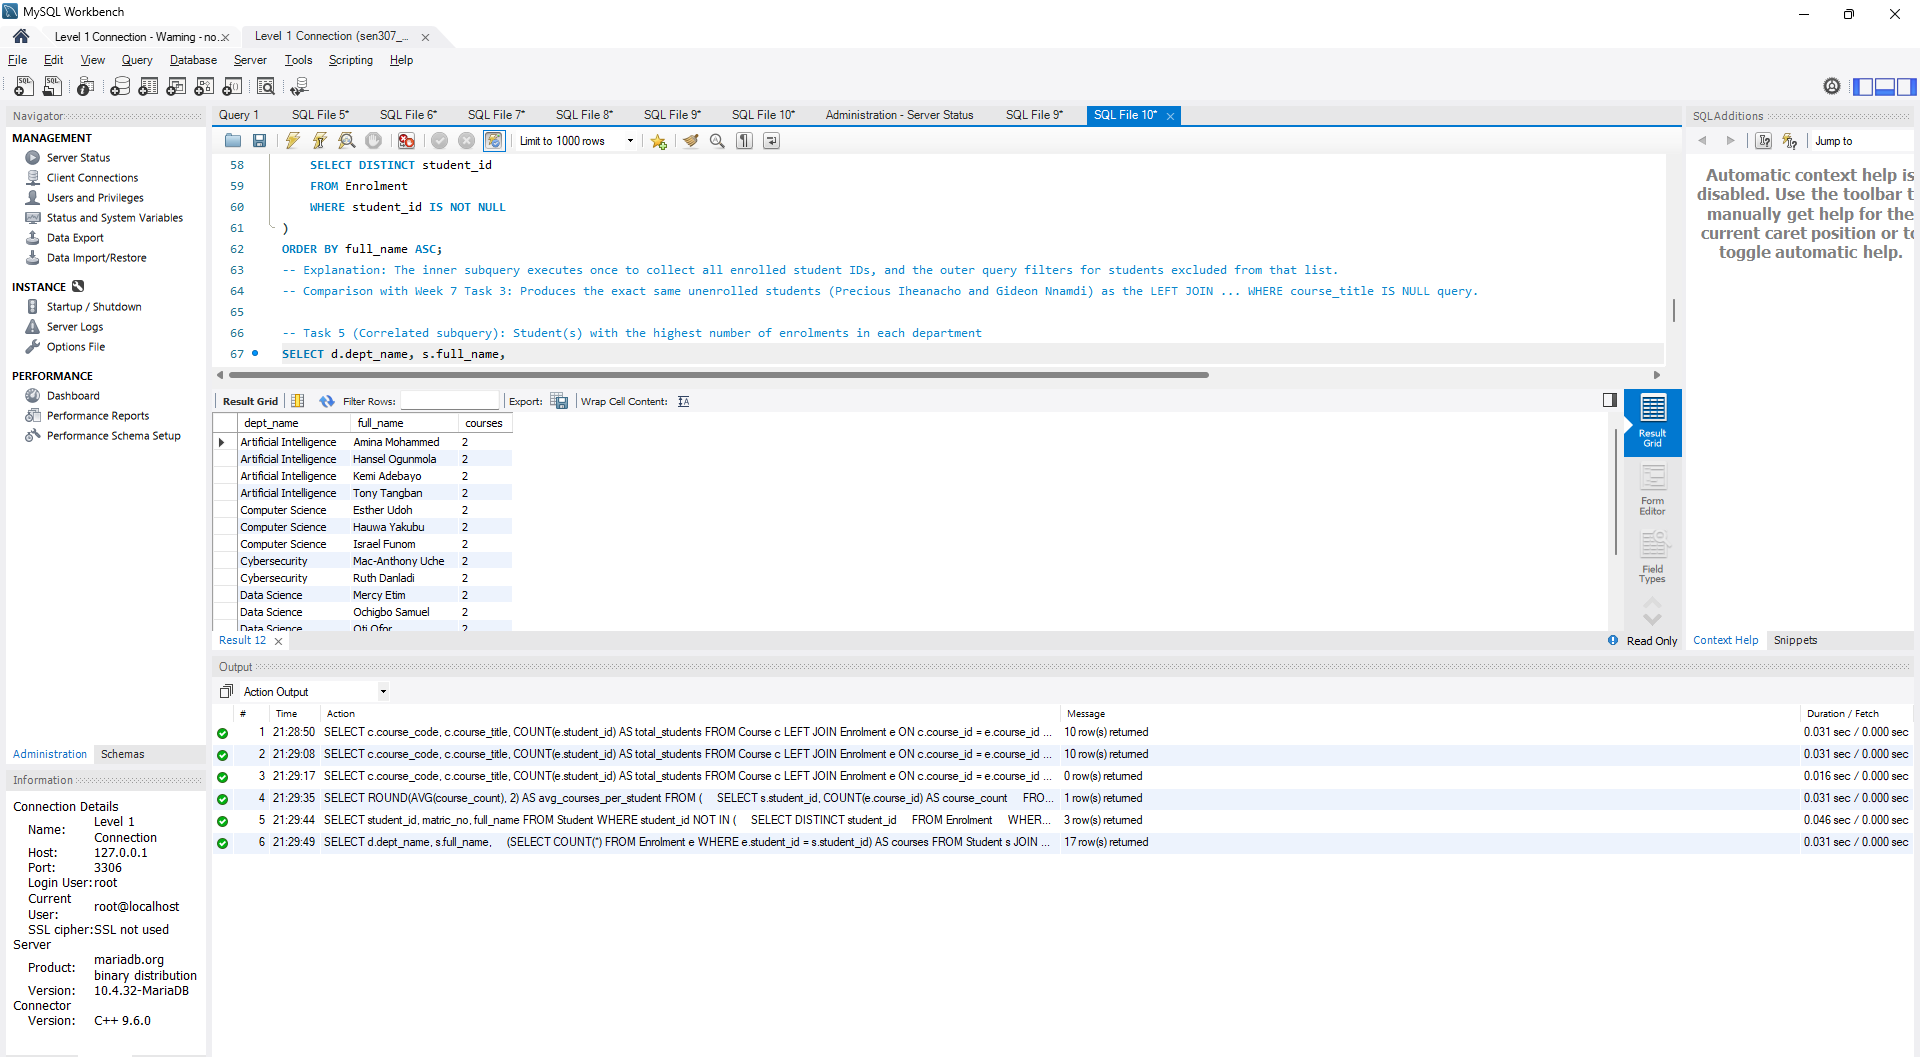 MySQL Workbench
Level 1 Connection - Warning - no...
Level 1 Connection (sen307_...
File Edit View Query Database Server Tools Scripting Help
Navigator
MANAGEMENT
Server Status
Client Connections
Users and Privileges
Status and System Variables
Data Export
Data Import/Restore
INSTANCE
Startup / Shutdown
Server Logs
Options File
PERFORMANCE
Dashboard
Performance Reports
Performance Schema Setup
Administration Schemas
Information
Connection Details
Name: Level 1 Connection
Host: 127.0.0.1
Port: 3306
Login User: root
Current User: root@localhost
SSL cipher: SSL not used
Server
Product: mariadb.org binary distribution
Version: 10.4.32-MariaDB
Connector
Version: C++ 9.6.0
Query 1 SQL File 5* SQL File 6* SQL File 7* SQL File 8* SQL File 9* SQL File 10* Administration - Server Status SQL File 9* SQL File 10*
Limit to 1000 rows
58 SELECT DISTINCT student_id
59 FROM Enrolment
60 WHERE student_id IS NOT NULL
61 )
62 ORDER BY full_name ASC;
63 -- Explanation: The inner subquery executes once to collect all enrolled student IDs, and the outer query filters for students excluded from that list.
64 -- Comparison with Week 7 Task 3: Produces the exact same unenrolled students (Precious Iheanacho and Gideon Nnamdi) as the LEFT JOIN ... WHERE course_title IS NULL query.
65
66 -- Task 5 (Correlated subquery): Student(s) with the highest number of enrolments in each department
67 SELECT d.dept_name, s.full_name,
Result Grid Filter Rows: Export: Wrap Cell Content:
dept_name full_name courses
Artificial Intelligence Amina Mohammed 2
Artificial Intelligence Hansel Ogunmola 2
Artificial Intelligence Kemi Adebayo 2
Artificial Intelligence Tony Tangban 2
Computer Science Esther Udoh 2
Computer Science Hauwa Yakubu 2
Computer Science Israel Funom 2
Cybersecurity Mac-Anthony Uche 2
Cybersecurity Ruth Danladi 2
Data Science Mercy Etim 2
Data Science Ochigbo Samuel 2
Data Science Oti Ofor 2
Result Grid
Form Editor
Field Types
Result 12
Read Only
SQLAdditions
Jump to
Automatic context help is
disabled. Use the toolbar t
manually get help for the
current caret position or to
toggle automatic help.
Context Help Snippets
Output
Action Output
# Time Action Message Duration / Fetch
1 21:28:50 SELECT c.course_code, c.course_title, COUNT(e.student_id) AS total_students FROM Course c LEFT JOIN Enrolment e ON c.course_id = e.course_id ... 10 row(s) returned 0.031 sec / 0.000 sec
2 21:29:08 SELECT c.course_code, c.course_title, COUNT(e.student_id) AS total_students FROM Course c LEFT JOIN Enrolment e ON c.course_id = e.course_id ... 10 row(s) returned 0.031 sec / 0.000 sec
3 21:29:17 SELECT c.course_code, c.course_title, COUNT(e.student_id) AS total_students FROM Course c LEFT JOIN Enrolment e ON c.course_id = e.course_id ... 0 row(s) returned 0.016 sec / 0.000 sec
4 21:29:35 SELECT ROUND(AVG(course_count), 2) AS avg_courses_per_student FROM ( SELECT s.student_id, COUNT(e.course_id) AS course_count FRO... 1 row(s) returned 0.031 sec / 0.000 sec
5 21:29:44 SELECT student_id, matric_no, full_name FROM Student WHERE student_id NOT IN ( SELECT DISTINCT student_id FROM Enrolment WHER... 3 row(s) returned 0.046 sec / 0.000 sec
6 21:29:49 SELECT d.dept_name, s.full_name, (SELECT COUNT(*) FROM Enrolment e WHERE e.student_id = s.student_id) AS courses FROM Student s JOIN ... 17 row(s) returned 0.031 sec / 0.000 sec